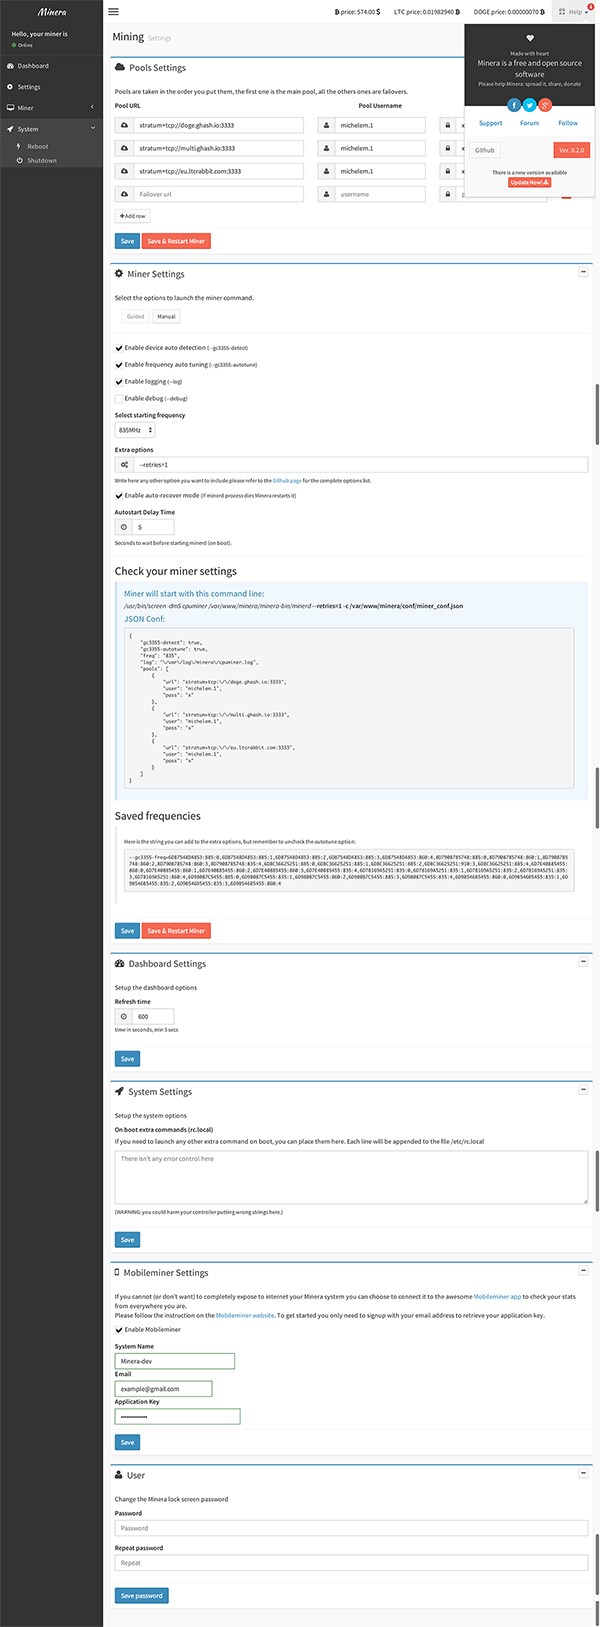 Minera
฿ price: 574.00 $
LTC price: 0.01982940 ฿
DOGE price: 0.00000070 ฿
Help
Hello, your miner is
Online
Dashboard
Settings
Miner
System
Reboot
Shutdown
Made with heart
Minera is a free and open source
software
Please help Minera: spread it, share, donate
Support Forum Follow
Github Ver. 0.2.0
There is a new version available
Update Now!
Mining Settings
Pools Settings
Pools are taken in the order you put them, the first one is the main pool, all the others ones are failovers.
Pool URL Pool Username
stratum+tcp://doge.ghash.io:3333 michelem.1 x
stratum+tcp://multi.ghash.io:3333 michelem.1 x
stratum+tcp://eu.ltcrabbit.com:3333 michelem.1 x
Failover url username p
+Add row
Save Save & Restart Miner
Miner Settings
Select the options to launch the miner command.
Guided Manual
Enable device auto detection (--gc3355-detect)
Enable frequency auto tuning (--gc3355-autotune)
Enable logging (--log)
Enable debug (--debug)
Select starting frequency
835MHz
Extra options
--retries=1
Write here any other option you want to include please refer to the Github page for the complete options list.
Enable auto-recover mode (If minerd process dies Minera restarts it)
Autostart Delay Time
5
Seconds to wait before starting minerd (on boot).
Check your miner settings
Miner will start with this command line:
/usr/bin/screen -dmS cpuminer /var/www/minera/minera-bin/minerd --retries=1 -c /var/www/minera/conf/miner_conf.json
JSON Conf:
{
"gc3355-detect": true,
"gc3355-autotune": true,
"freq": "835",
"log": "\/var\/log\/minerd\/cpuminer.log",
"pools": [
{
"url": "stratum+tcp:\/\/doge.ghash.io:3333",
"user": "michelem.1",
"pass": "x"
},
{
"url": "stratum+tcp:\/\/multi.ghash.io:3333",
"user": "michelem.1",
"pass": "x"
},
{
"url": "stratum+tcp:\/\/eu.ltcrabbit.com:3333",
"user": "michelem.1",
"pass": "x"
}
]
}
Saved frequencies
Here is the string you can add to the extra options, but remember to uncheck the autotune option:
Save Save & Restart Miner
Dashboard Settings
Setup the dashboard options
Refresh time
600
time in seconds, min 5 secs
Save
System Settings
Setup the system options
On boot extra commands (rc.local)
If you need to launch any other extra command on boot, you can place them here. Each line will be appended to the file /etc/rc.local
There isn't any error control here
(WARNING: you could harm your controller putting wrong strings here.)
Save
Mobileminer Settings
If you cannot (or don't want) to completely expose to internet your Minera system you can choose to connect it to the awesome Mobileminer app to check your stats
from everywhere you are.
Please follow the instruction on the Mobileminer website. To get started you only need to signup with your email address to retrieve your application key.
Enable Mobileminer
System Name
Minera-dev
Email
example@gmail.com
Application Key
Save
User
Change the Minera lock screen password
Password
Password
Repeat password
Repeat
Save password